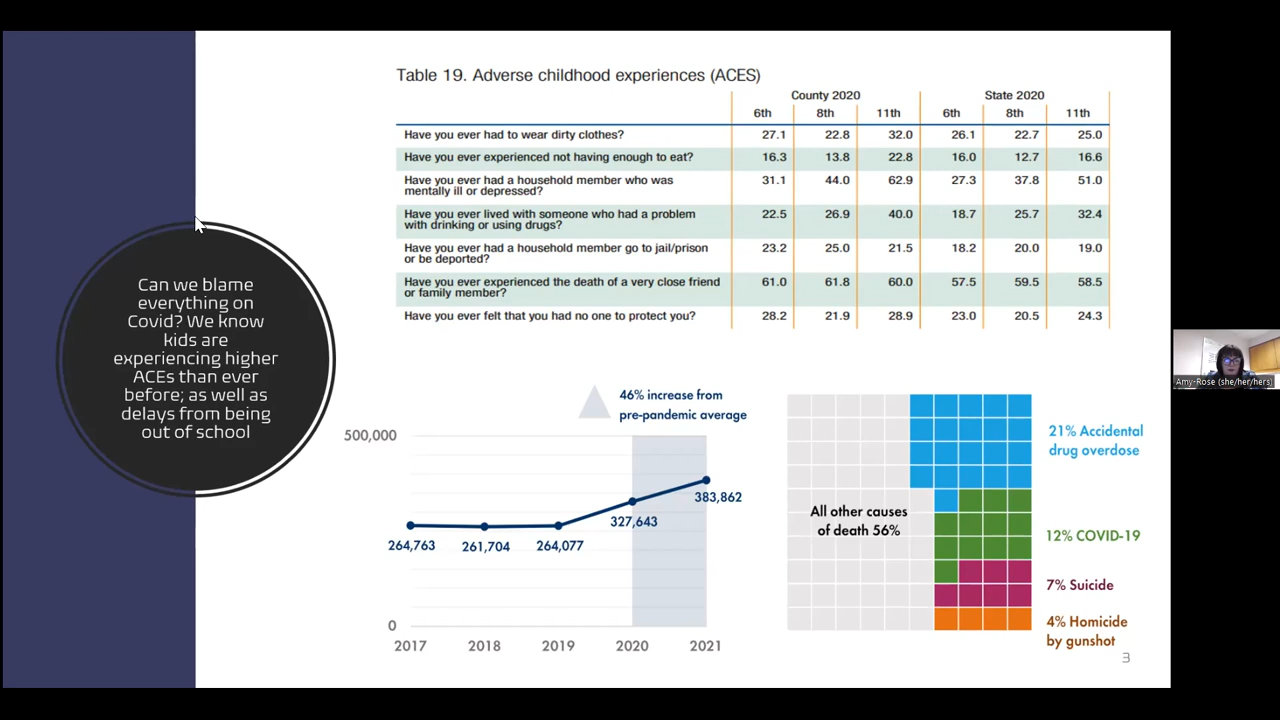 Can we blame
everything on
Covid? We know
kids are
experiencing higher
ACEs than ever
before; as well as
delays from being
out of school
Table 19. Adverse childhood experiences (ACES)
County 2020 State 2020
6th 8th 11th 6th 8th 11th
Have you ever had to wear dirty clothes? 27.1 22.8 32.0 26.1 22.7 25.0
Have you ever experienced not having enough to eat? 16.3 13.8 22.8 16.0 12.7 16.6
Have you ever had a household member who was 31.1 44.0 62.9 27.3 37.8 51.0
mentally ill or depressed?
Have you ever lived with someone who had a problem 22.5 26.9 40.0 18.7 25.7 32.4
with drinking or using drugs?
Have you ever had a household member go to jail/prison 23.2 25.0 21.5 18.2 20.0 19.0
or be deported?
Have you ever experienced the death of a very close friend 61.0 61.8 60.0 57.5 59.5 58.5
or family member?
Have you ever felt that you had no one to protect you? 28.2 21.9 28.9 23.0 20.5 24.3
46% increase from
pre-pandemic average
500,000
383,862
327,643
264,763 261,704 264,077
0
2017 2018 2019 2020 2021
All other causes
of death 56%
21% Accidental
drug overdose
12% COVID-19
7% Suicide
4% Homicide
by gunshot
3
Amy-Rose (she/her/hers)